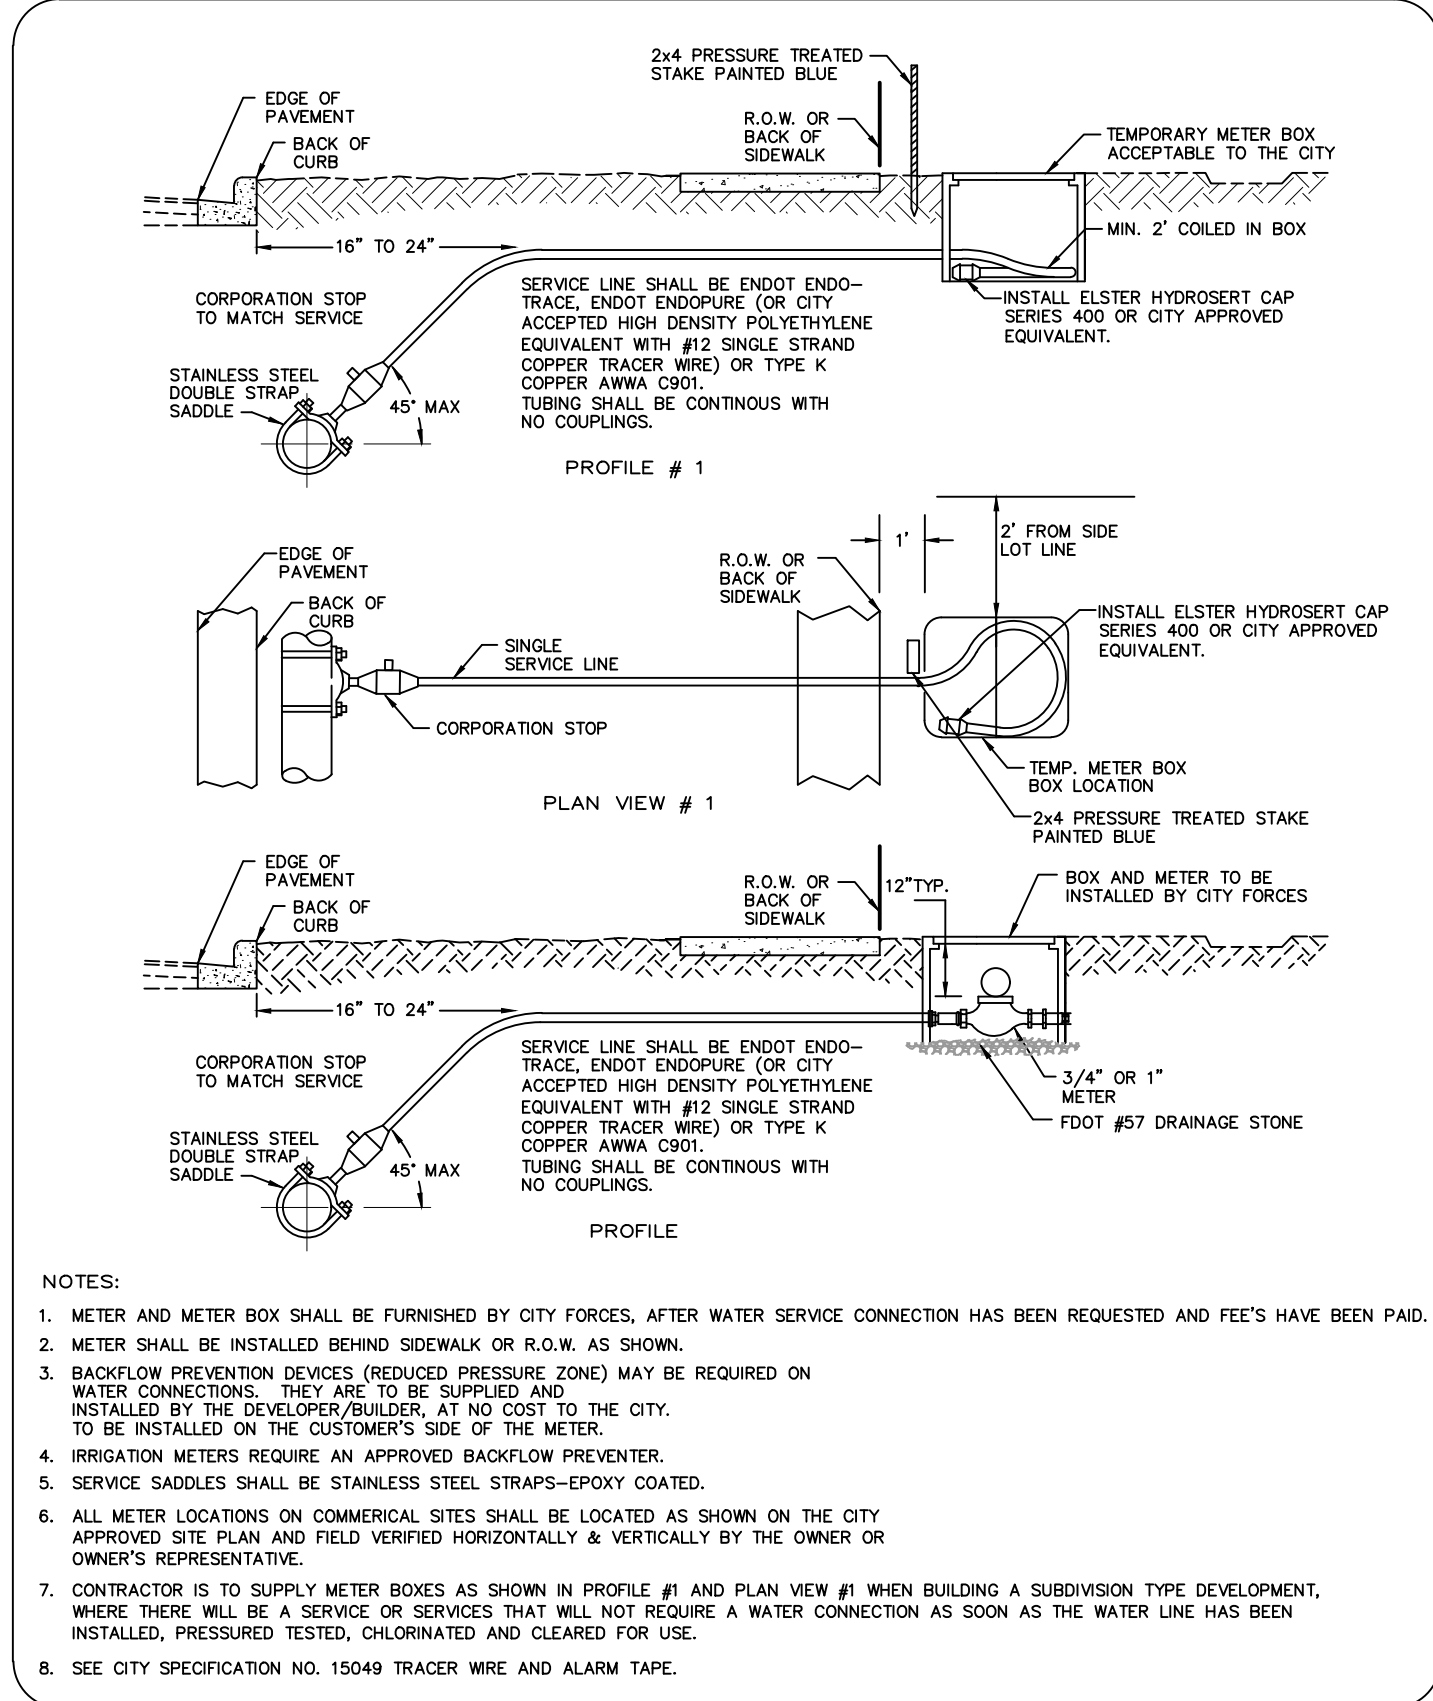 2x4 PRESSURE TREATED
STAKE PAINTED BLUE
EDGE OF
PAVEMENT
BACK OF
CURB
R.O.W. OR
BACK OF
SIDEWALK
TEMPORARY METER BOX
ACCEPTABLE TO THE CITY
MIN. 2' COILED IN BOX
16" TO 24"
CORPORATION STOP
TO MATCH SERVICE
SERVICE LINE SHALL BE ENDOT ENDO-
TRACE, ENDOT ENDOPURE (OR CITY
ACCEPTED HIGH DENSITY POLYETHYLENE
EQUIVALENT WITH #12 SINGLE STRAND
COPPER TRACER WIRE) OR TYPE K
COPPER AWWA C901.
TUBING SHALL BE CONTINOUS WITH
NO COUPLINGS.
INSTALL ELSTER HYDROSERT CAP
SERIES 400 OR CITY APPROVED
EQUIVALENT.
STAINLESS STEEL
DOUBLE STRAP
SADDLE
45° MAX
PROFILE # 1
EDGE OF
PAVEMENT
BACK OF
CURB
R.O.W. OR
BACK OF
SIDEWALK
1'
2' FROM SIDE
LOT LINE
INSTALL ELSTER HYDROSERT CAP
SERIES 400 OR CITY APPROVED
EQUIVALENT.
SINGLE
SERVICE LINE
CORPORATION STOP
TEMP. METER BOX
BOX LOCATION
2x4 PRESSURE TREATED STAKE
PAINTED BLUE
PLAN VIEW # 1
EDGE OF
PAVEMENT
BACK OF
CURB
R.O.W. OR
BACK OF
SIDEWALK
12"TYP.
BOX AND METER TO BE
INSTALLED BY CITY FORCES
16" TO 24"
CORPORATION STOP
TO MATCH SERVICE
SERVICE LINE SHALL BE ENDOT ENDO-
TRACE, ENDOT ENDOPURE (OR CITY
ACCEPTED HIGH DENSITY POLYETHYLENE
EQUIVALENT WITH #12 SINGLE STRAND
COPPER TRACER WIRE) OR TYPE K
COPPER AWWA C901.
TUBING SHALL BE CONTINOUS WITH
NO COUPLINGS.
3/4" OR 1"
METER
FDOT #57 DRAINAGE STONE
STAINLESS STEEL
DOUBLE STRAP
SADDLE
45° MAX
PROFILE
NOTES:
1. METER AND METER BOX SHALL BE FURNISHED BY CITY FORCES, AFTER WATER SERVICE CONNECTION HAS BEEN REQUESTED AND FEE'S HAVE BEEN PAID.
2. METER SHALL BE INSTALLED BEHIND SIDEWALK OR R.O.W. AS SHOWN.
3. BACKFLOW PREVENTION DEVICES (REDUCED PRESSURE ZONE) MAY BE REQUIRED ON
WATER CONNECTIONS. THEY ARE TO BE SUPPLIED AND
INSTALLED BY THE DEVELOPER/BUILDER, AT NO COST TO THE CITY.
TO BE INSTALLED ON THE CUSTOMER'S SIDE OF THE METER.
4. IRRIGATION METERS REQUIRE AN APPROVED BACKFLOW PREVENTER.
5. SERVICE SADDLES SHALL BE STAINLESS STEEL STRAPS-EPOXY COATED.
6. ALL METER LOCATIONS ON COMMERICAL SITES SHALL BE LOCATED AS SHOWN ON THE CITY
APPROVED SITE PLAN AND FIELD VERIFIED HORIZONTALLY & VERTICALLY BY THE OWNER OR
OWNER'S REPRESENTATIVE.
7. CONTRACTOR IS TO SUPPLY METER BOXES AS SHOWN IN PROFILE #1 AND PLAN VIEW #1 WHEN BUILDING A SUBDIVISION TYPE DEVELOPMENT,
WHERE THERE WILL BE A SERVICE OR SERVICES THAT WILL NOT REQUIRE A WATER CONNECTION AS SOON AS THE WATER LINE HAS BEEN
INSTALLED, PRESSURED TESTED, CHLORINATED AND CLEARED FOR USE.
8. SEE CITY SPECIFICATION NO. 15049 TRACER WIRE AND ALARM TAPE.